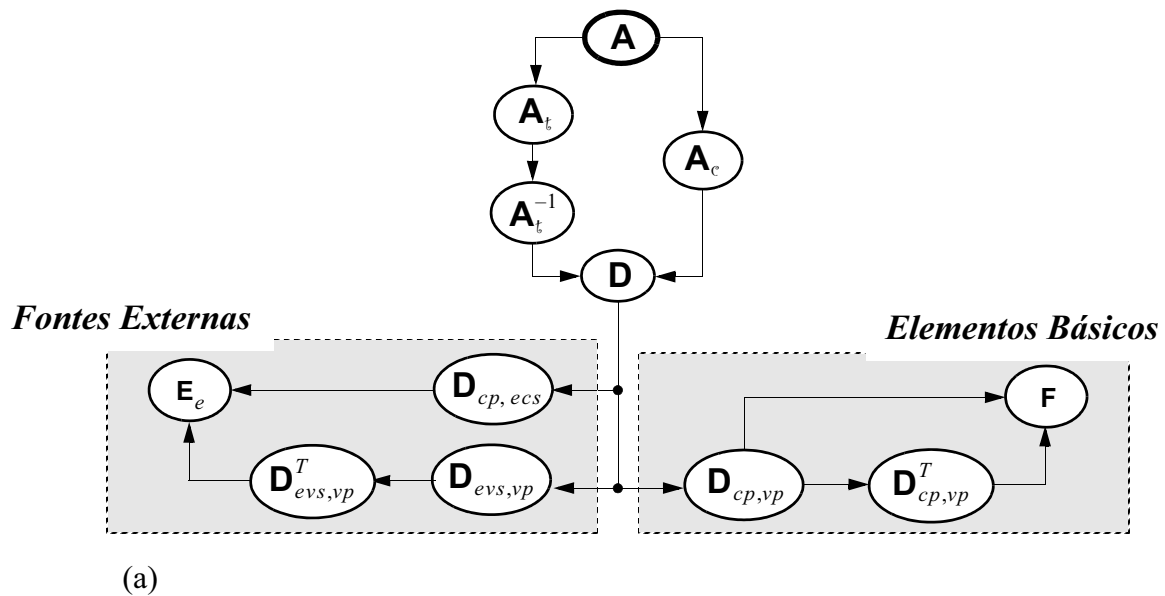 A
A_t
A_c
A_t^{-1}
D
Fontes Externas
Elementos Básicos
E_e
D_{cp, ecs}
F
D^T_{evs,vp}
D_{evs,vp}
D_{cp,vp}
D^T_{cp,vp}
(a)